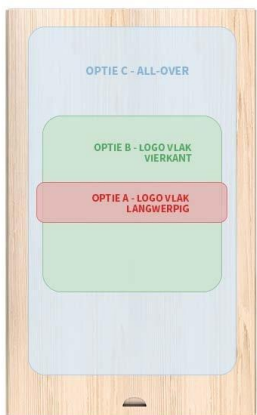 OPTIE C - ALL-OVER
OPTIE B - LOGO VLAK
VIERKANT
OPTIE A - LOGO VLAK
LANGWERPIG